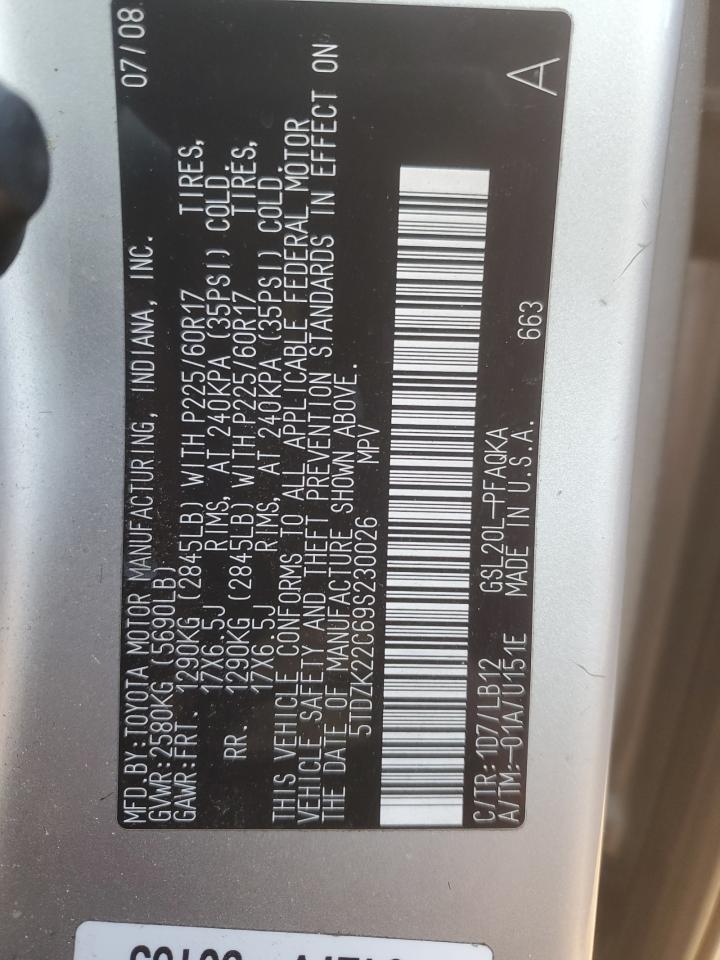 MFD.BY:TOYOTA MOTOR MANUFACTURING, INDIANA, INC. 07/08
GVWR:2580KG (5690LB)
GAWR:FRT. 1290KG (2845LB) WITH P225/60R17 TIRES,
17X6.5J RIMS, AT 240KPA (35PSI) COLD.
RR. 1290KG (2845LB) WITH P225/60R17 TIRES,
17X6.5J RIMS, AT 240KPA (35PSI) COLD.
THIS VEHICLE CONFORMS TO ALL APPLICABLE FEDERAL MOTOR
VEHICLE SAFETY AND THEFT PREVENTION STANDARDS IN EFFECT ON
THE DATE OF MANUFACTURE SHOWN ABOVE.
5TDZK22C69S230026 MPV
C/TR:1D7/LB12 GSL20L-PFAQKA 663
A/TM:-01A/U151E MADE IN U.S.A. A